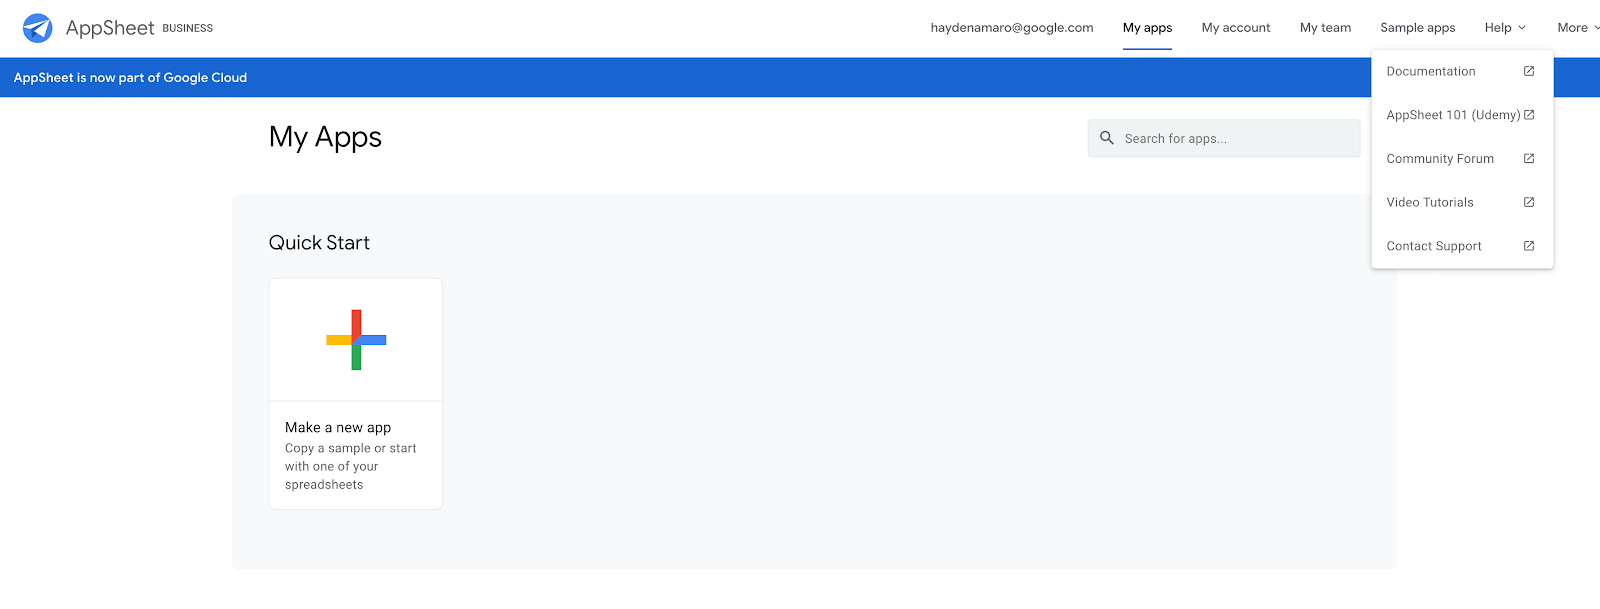 AppSheet BUSINESS
haydenamaro@google.com My apps My account My team Sample apps Help More
AppSheet is now part of Google Cloud
Documentation
AppSheet 101 (Udemy)
Community Forum
Video Tutorials
Contact Support
My Apps
Search for apps...
Quick Start
Make a new app
Copy a sample or start
with one of your
spreadsheets